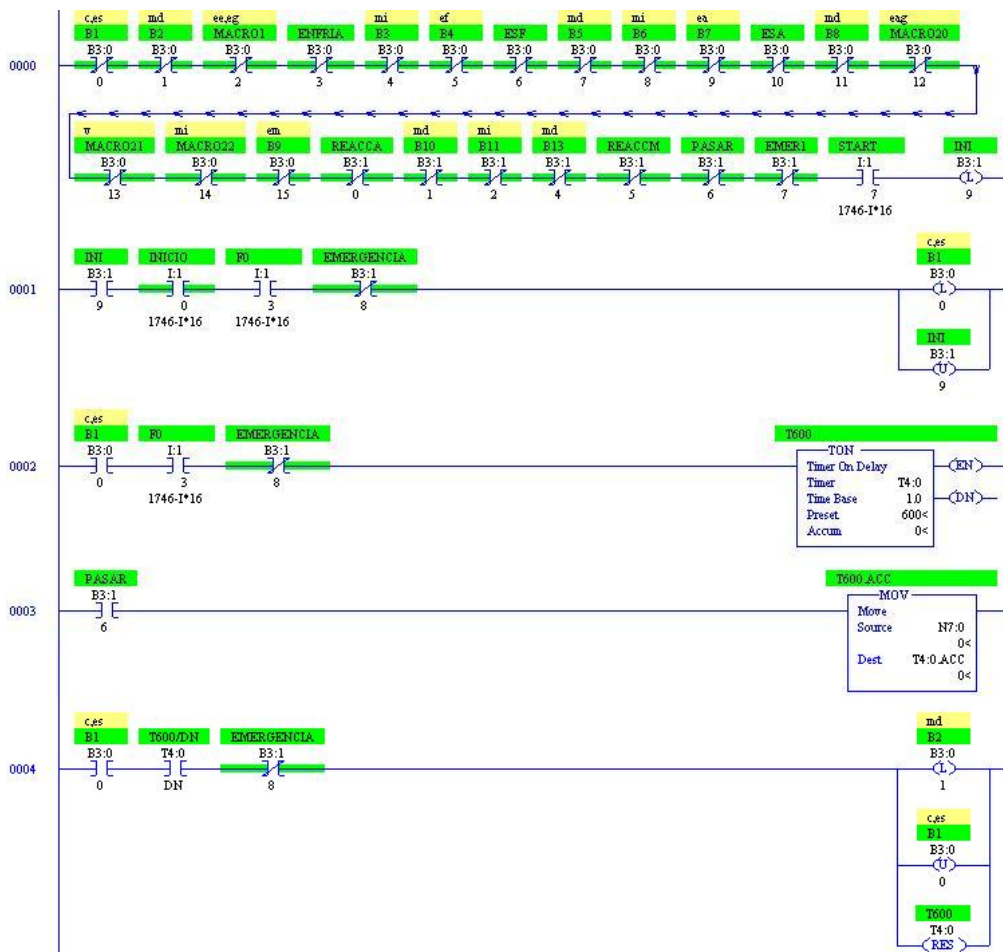 c,es md ee,eg mi ef md mi ea md eag
B1 B2 MACRO1 ENFRIA B3 B4 ESF B5 B6 B7 ESA B8 MACRO20
B3:0 B3:0 B3:0 B3:0 B3:0 B3:0 B3:0 B3:0 B3:0 B3:0 B3:0 B3:0 B3:0
0000
0 1 2 3 4 5 6 7 8 9 10 11 12
v mi em md mi md
MACRO21 MACRO22 B9 REACCA B10 B11 B13 REACCM PASAR EMER1 START INI
B3:0 B3:0 B3:0 B3:1 B3:1 B3:1 B3:1 B3:1 B3:1 B3:1 I:1 B3:1
L
13 14 15 0 1 2 4 5 6 7 7 9
1746-I*16
c,es
INI INICIO F0 EMERGENCIA B1
B3:1 I:1 I:1 B3:1 B3:0
0001 L
9 0 3 8 0
1746-I*16 1746-I*16
INI
B3:1
U
9
c,es
B1 F0 EMERGENCIA T600
B3:0 I:1 B3:1 TON
0002 Timer On Delay EN
0 3 8 Timer T4:0
1746-I*16 Time Base 1.0 DN
Preset 600<
Accum 0<
PASAR T600.ACC
B3:1 MOV
0003 Move
6 Source N7:0
0<
Dest T4:0.ACC
0<
c,es md
B1 T600/DN EMERGENCIA B2
B3:0 T4:0 B3:1 B3:0
0004 L
0 DN 8 1
c,es
B1
B3:0
U
0
T600
T4:0
RES